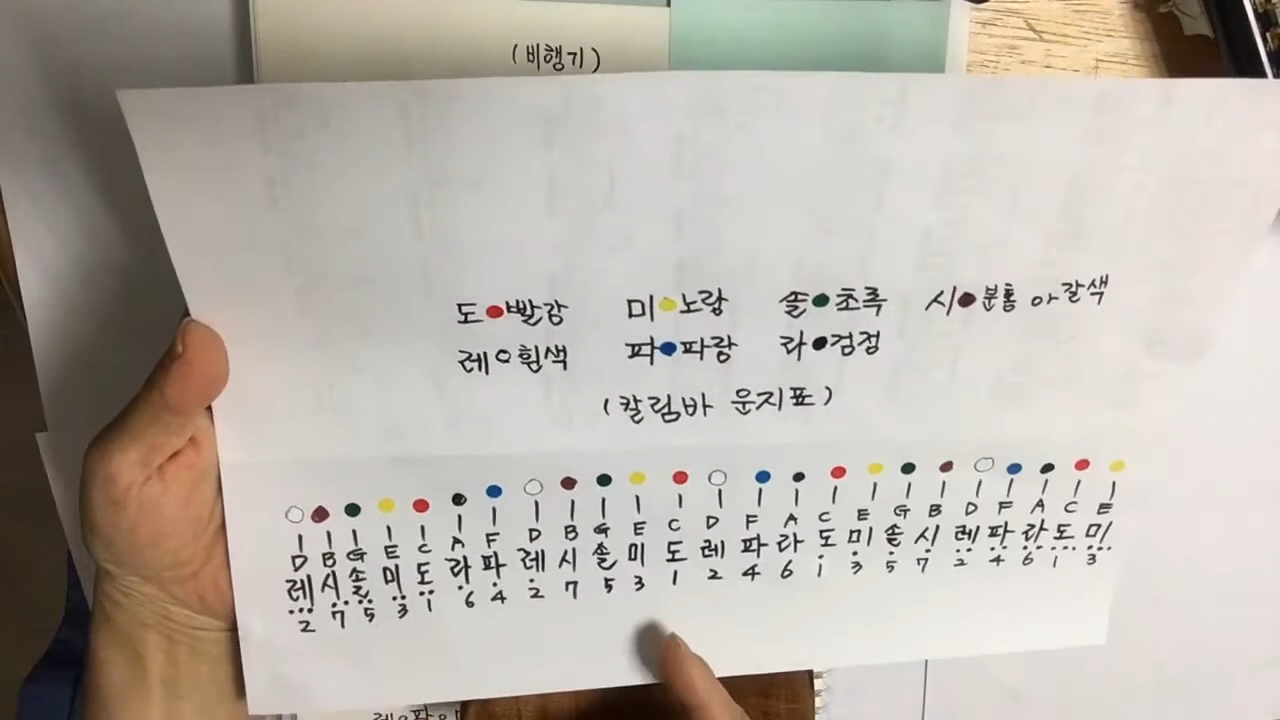 (비행기)
도 빨강 미 노랑 솔 초록 시 분홍 아 갈색
레 흰색 파 파랑 라 검정
(칼림바 운지표)
D B G E C A F D B G E C D F A C E G B D F A C E
레 시 솔 미 도 라 파 레 시 솔 미 도 레 파 라 도 미 솔 시 레 파 라 도 미
2 7 5 3 1 6 4 2 7 5 3 1 2 4 6 1 3 5 7 2 4 6 1 3